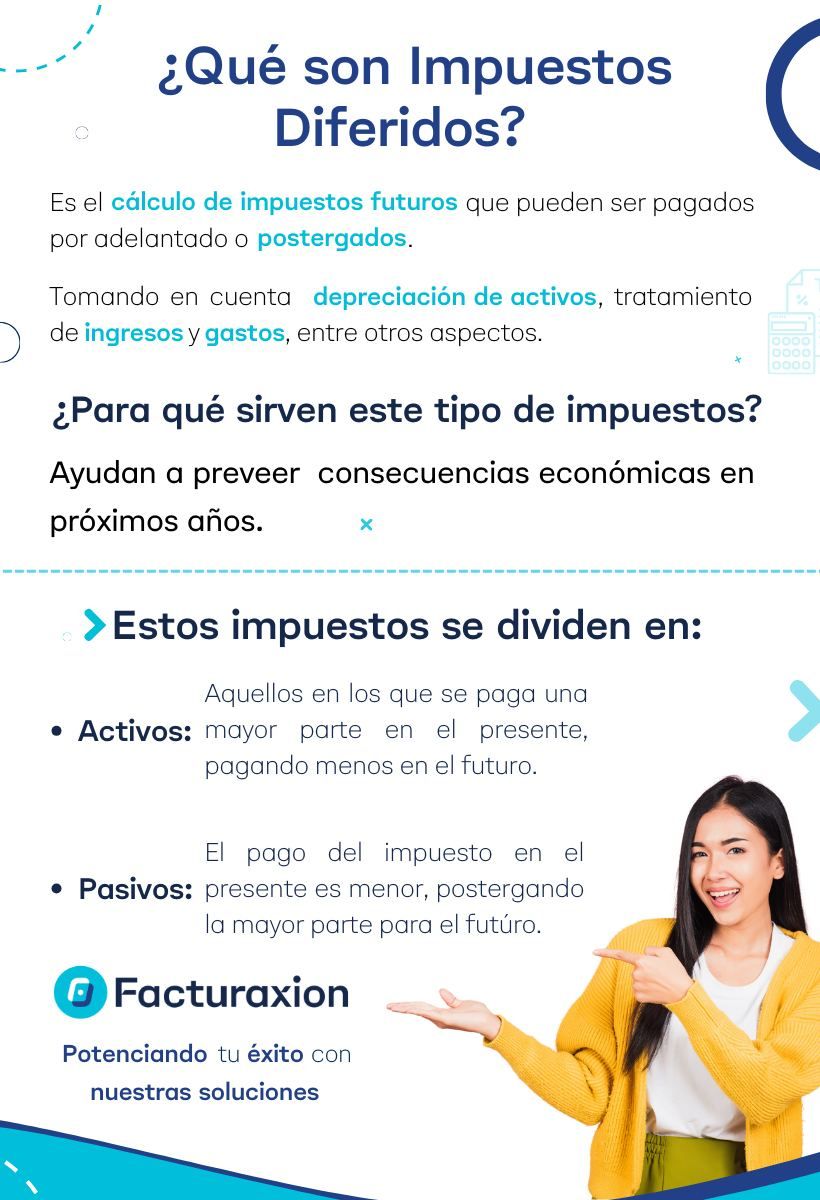 ¿Qué son Impuestos
Diferidos?
Es el cálculo de impuestos futuros que pueden ser pagados
por adelantado o postergados.
Tomando en cuenta depreciación de activos, tratamiento
de ingresos y gastos, entre otros aspectos.
¿Para qué sirven este tipo de impuestos?
Ayudan a preveer consecuencias económicas en
próximos años.
Estos impuestos se dividen en:
• Activos: Aquellos en los que se paga una
mayor parte en el presente,
pagando menos en el futuro.
• Pasivos: El pago del impuesto en el
presente es menor, postergando
la mayor parte para el futúro.
Facturaxion
Potenciando tu éxito con
nuestras soluciones